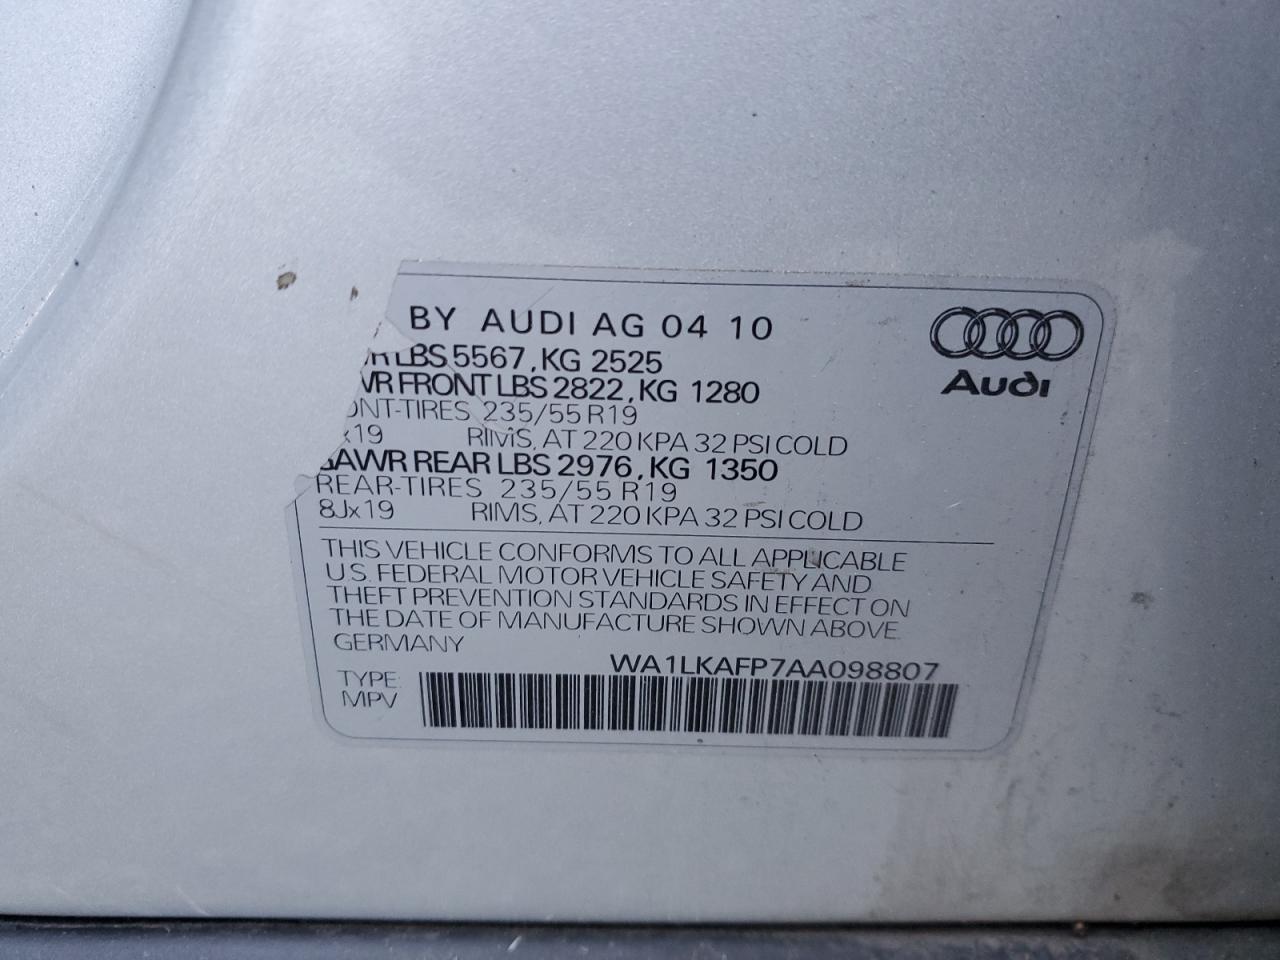 BY AUDI AG 04 10
LBS 5567, KG 2525
FRONT LBS 2822, KG 1280
Audi
-TIRES 235/55 R19
x19 RIMS, AT 220 KPA 32 PSI COLD
GAWR REAR LBS 2976, KG 1350
REAR-TIRES 235/55 R19
8Jx19 RIMS, AT 220 KPA 32 PSI COLD
THIS VEHICLE CONFORMS TO ALL APPLICABLE
U.S. FEDERAL MOTOR VEHICLE SAFETY AND
THEFT PREVENTION STANDARDS IN EFFECT ON
THE DATE OF MANUFACTURE SHOWN ABOVE.
GERMANY
WA1LKAFP7AA098807
TYPE:
MPV